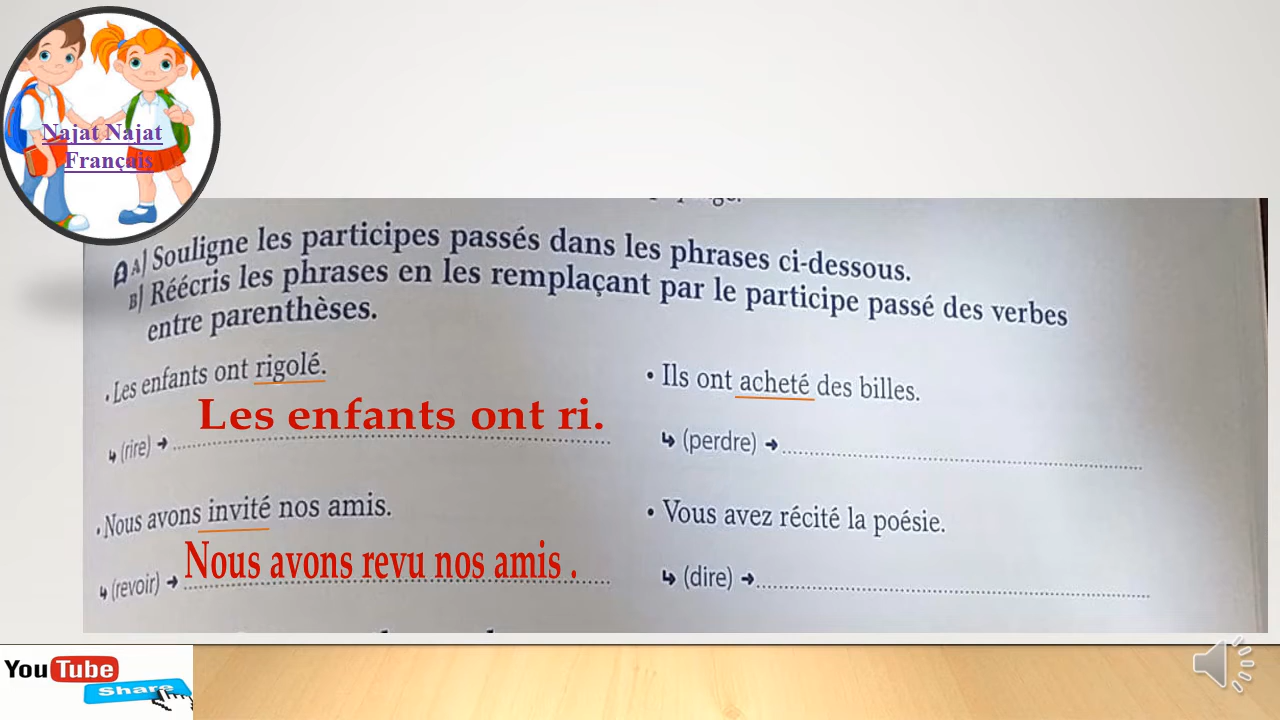 Najat Najat
Français
A) Souligne les participes passés dans les phrases ci-dessous.
B) Réécris les phrases en les remplaçant par le participe passé des verbes
entre parenthèses.
• Les enfants ont rigolé.
Les enfants ont ri.
↳ (rire) ➜
• Nous avons invité nos amis.
Nous avons revu nos amis .
↳ (revoir) ➜
• Ils ont acheté des billes.
↳ (perdre) ➜
• Vous avez récité la poésie.
↳ (dire) ➜
YouTube
Share